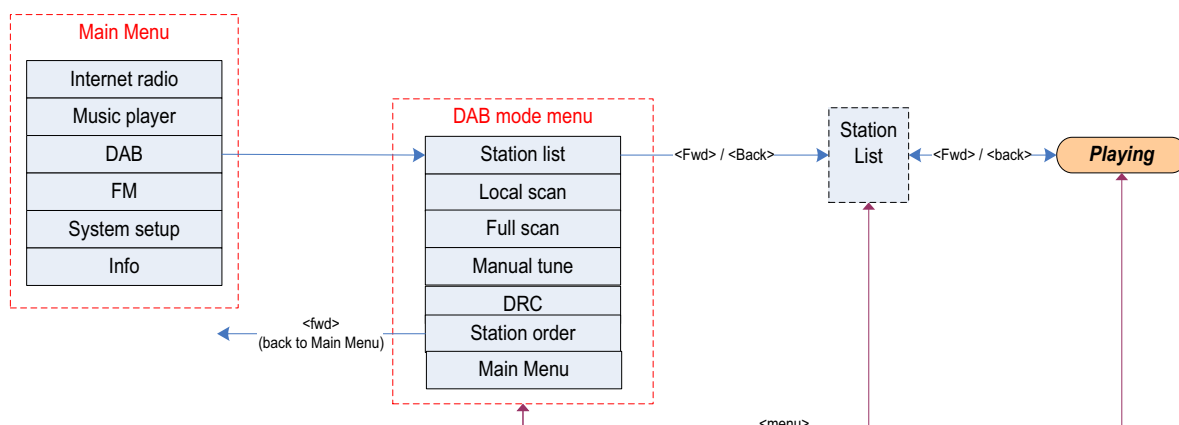 Main Menu
Internet radio
Music player
DAB
FM
System setup
Info
DAB mode menu
Station list
Local scan
Full scan
Manual tune
DRC
Station order
Main Menu
<fwd>
(back to Main Menu)
<Fwd> / <Back>
Station
List
<Fwd> / <back>
Playing
<menu>